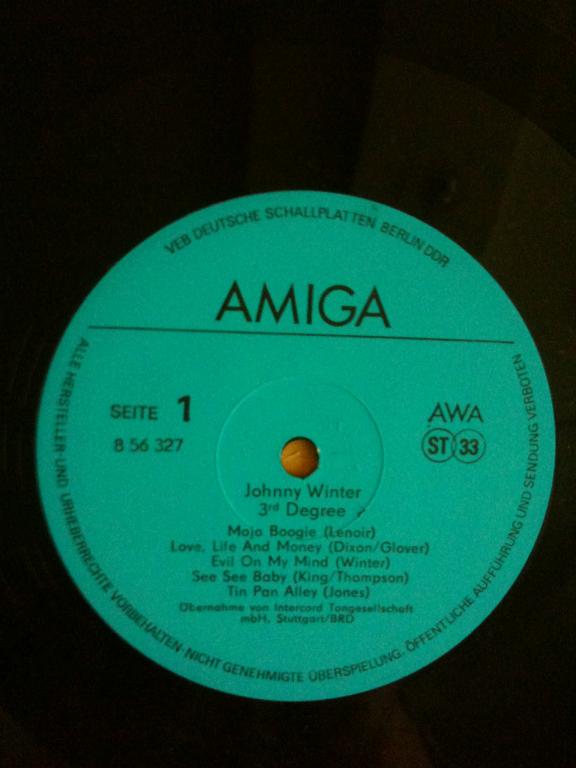 VEB DEUTSCHE SCHALLPLATTEN BERLIN DDR
AMIGA
SEITE 1
8 56 327
AWA
ST 33
Johnny Winter
3rd Degree
Mojo Boogie (Lenoir)
Love, Life And Money (Dixon/Glover)
Evil On My Mind (Winter)
See See Baby (King/Thompson)
Tin Pan Alley (Jones)
Übernahme von Intercord Tongesellschaft
mbH, Stuttgart/BRD
ALLE HERSTELLER-UND URHEBERRECHTE VORBEHALTEN·NICHT GENEHMIGTE ÜBERSPIELUNG, ÖFFENTLICHE AUFFÜHRUNG UND SENDUNG VERBOTEN